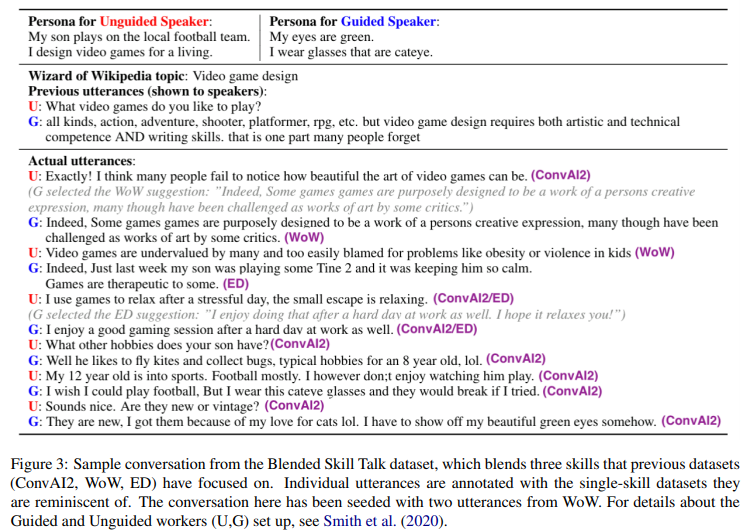 Persona for Unguided Speaker:
My son plays on the local football team.
I design video games for a living.
Persona for Guided Speaker:
My eyes are green.
I wear glasses that are cateye.
Wizard of Wikipedia topic: Video game design
Previous utterances (shown to speakers):
U: What video games do you like to play?
G: all kinds, action, adventure, shooter, platformer, rpg, etc. but video game design requires both artistic and technical
competence AND writing skills. that is one part many people forget
Actual utterances:
U: Exactly! I think many people fail to notice how beautiful the art of video games can be. (ConvAI2)
(G selected the WoW suggestion: "Indeed, Some games games are purposely designed to be a work of a persons creative
expression, many though have been challenged as works of art by some critics.")
G: Indeed, Some games games are purposely designed to be a work of a persons creative expression, many though have been
challenged as works of art by some critics. (WoW)
U: Video games are undervalued by many and too easily blamed for problems like obesity or violence in kids (WoW)
G: Indeed, Just last week my son was playing some Tine 2 and it was keeping him so calm.
Games are therapeutic to some. (ED)
U: I use games to relax after a stressful day, the small escape is relaxing. (ConvAI2/ED)
(G selected the ED suggestion: "I enjoy doing that after a hard day at work as well. I hope it relaxes you!")
G: I enjoy a good gaming session after a hard day at work as well. (ConvAI2/ED)
U: What other hobbies does your son have? (ConvAI2)
G: Well he likes to fly kites and collect bugs, typical hobbies for an 8 year old, lol. (ConvAI2)
U: My 12 year old is into sports. Football mostly. I however don;t enjoy watching him play. (ConvAI2)
G: I wish I could play football, But I wear this cateye glasses and they would break if I tried. (ConvAI2)
U: Sounds nice. Are they new or vintage? (ConvAI2)
G: They are new, I got them because of my love for cats lol. I have to show off my beautiful green eyes somehow. (ConvAI2)
Figure 3: Sample conversation from the Blended Skill Talk dataset, which blends three skills that previous datasets
(ConvAI2, WoW, ED) have focused on. Individual utterances are annotated with the single-skill datasets they
are reminiscent of. The conversation here has been seeded with two utterances from WoW. For details about the
Guided and Unguided workers (U,G) set up, see Smith et al. (2020).